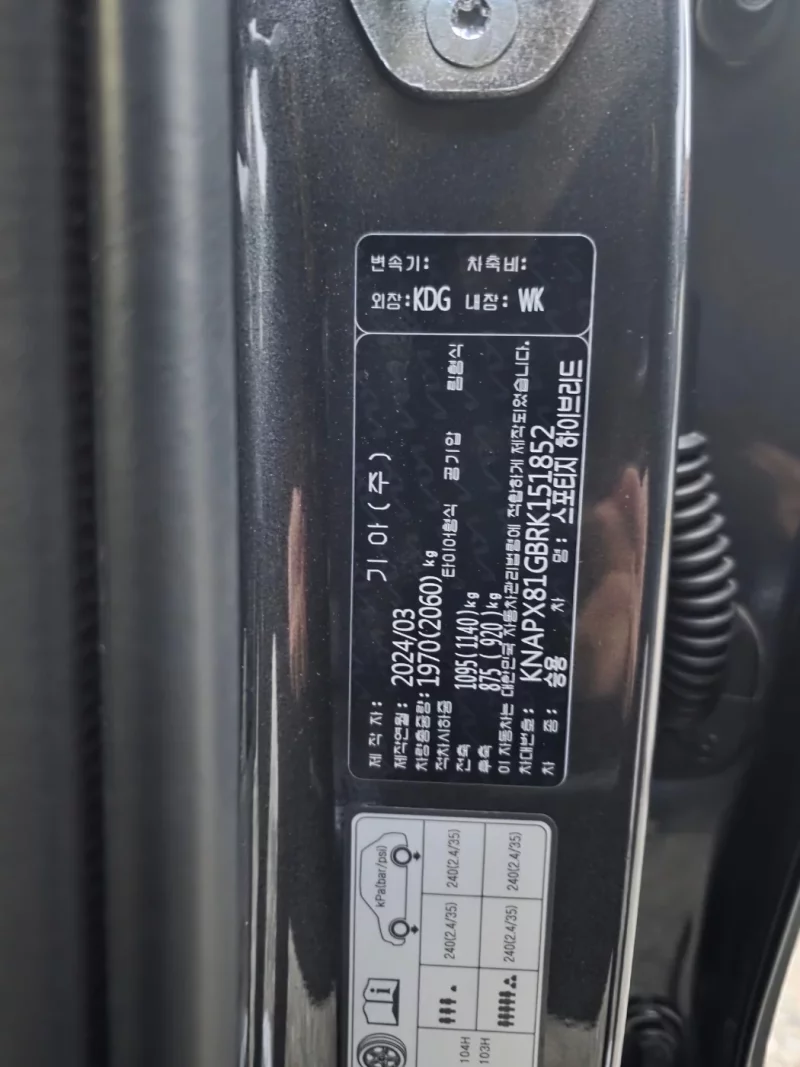 변속기: 차축비:
외장:KDG 내장: WK
제 작 자: 기 아 ( 주 )
제작연월: 2024/03
차량총중량: 1970(2060) kg
적차시하중 타이어형식 공기압 림형식
전축 1095(1140)kg
후축 875 ( 920 )kg
이 자동차는 대한민국 자동차관리법령에 적합하게 제작되었습니다.
차대번호: KNAPX81GBRK151852
차 종: 승용 차 명: 스포티지 하이브리드
kPa(bar/psi)
240(2.4/35) 240(2.4/35)
240(2.4/35) 240(2.4/35)
104H
103H